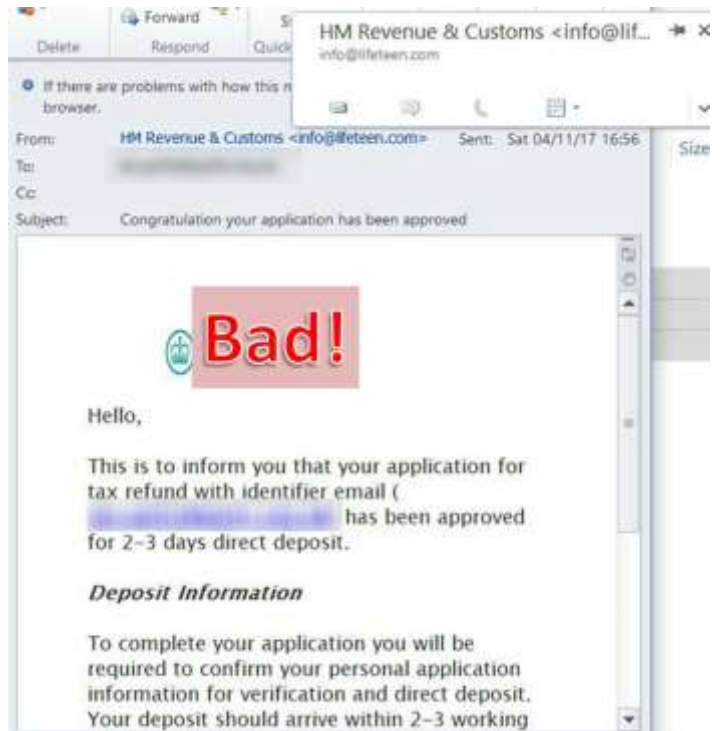 Forward
Delete
Respond
Quick
HM Revenue & Customs <info@lif...
info@lifeteen.com
If there are problems with how this n
browser.
From: HM Revenue & Customs <info@lifeteen.com> Sent: Sat 04/11/17 16:56
Size
To:
Cc
Subject: Congratulation your application has been approved
Bad!
Hello,
This is to inform you that your application for
tax refund with identifier email (
has been approved
for 2-3 days direct deposit.
Deposit Information
To complete your application you will be
required to confirm your personal application
information for verification and direct deposit.
Your deposit should arrive within 2-3 working